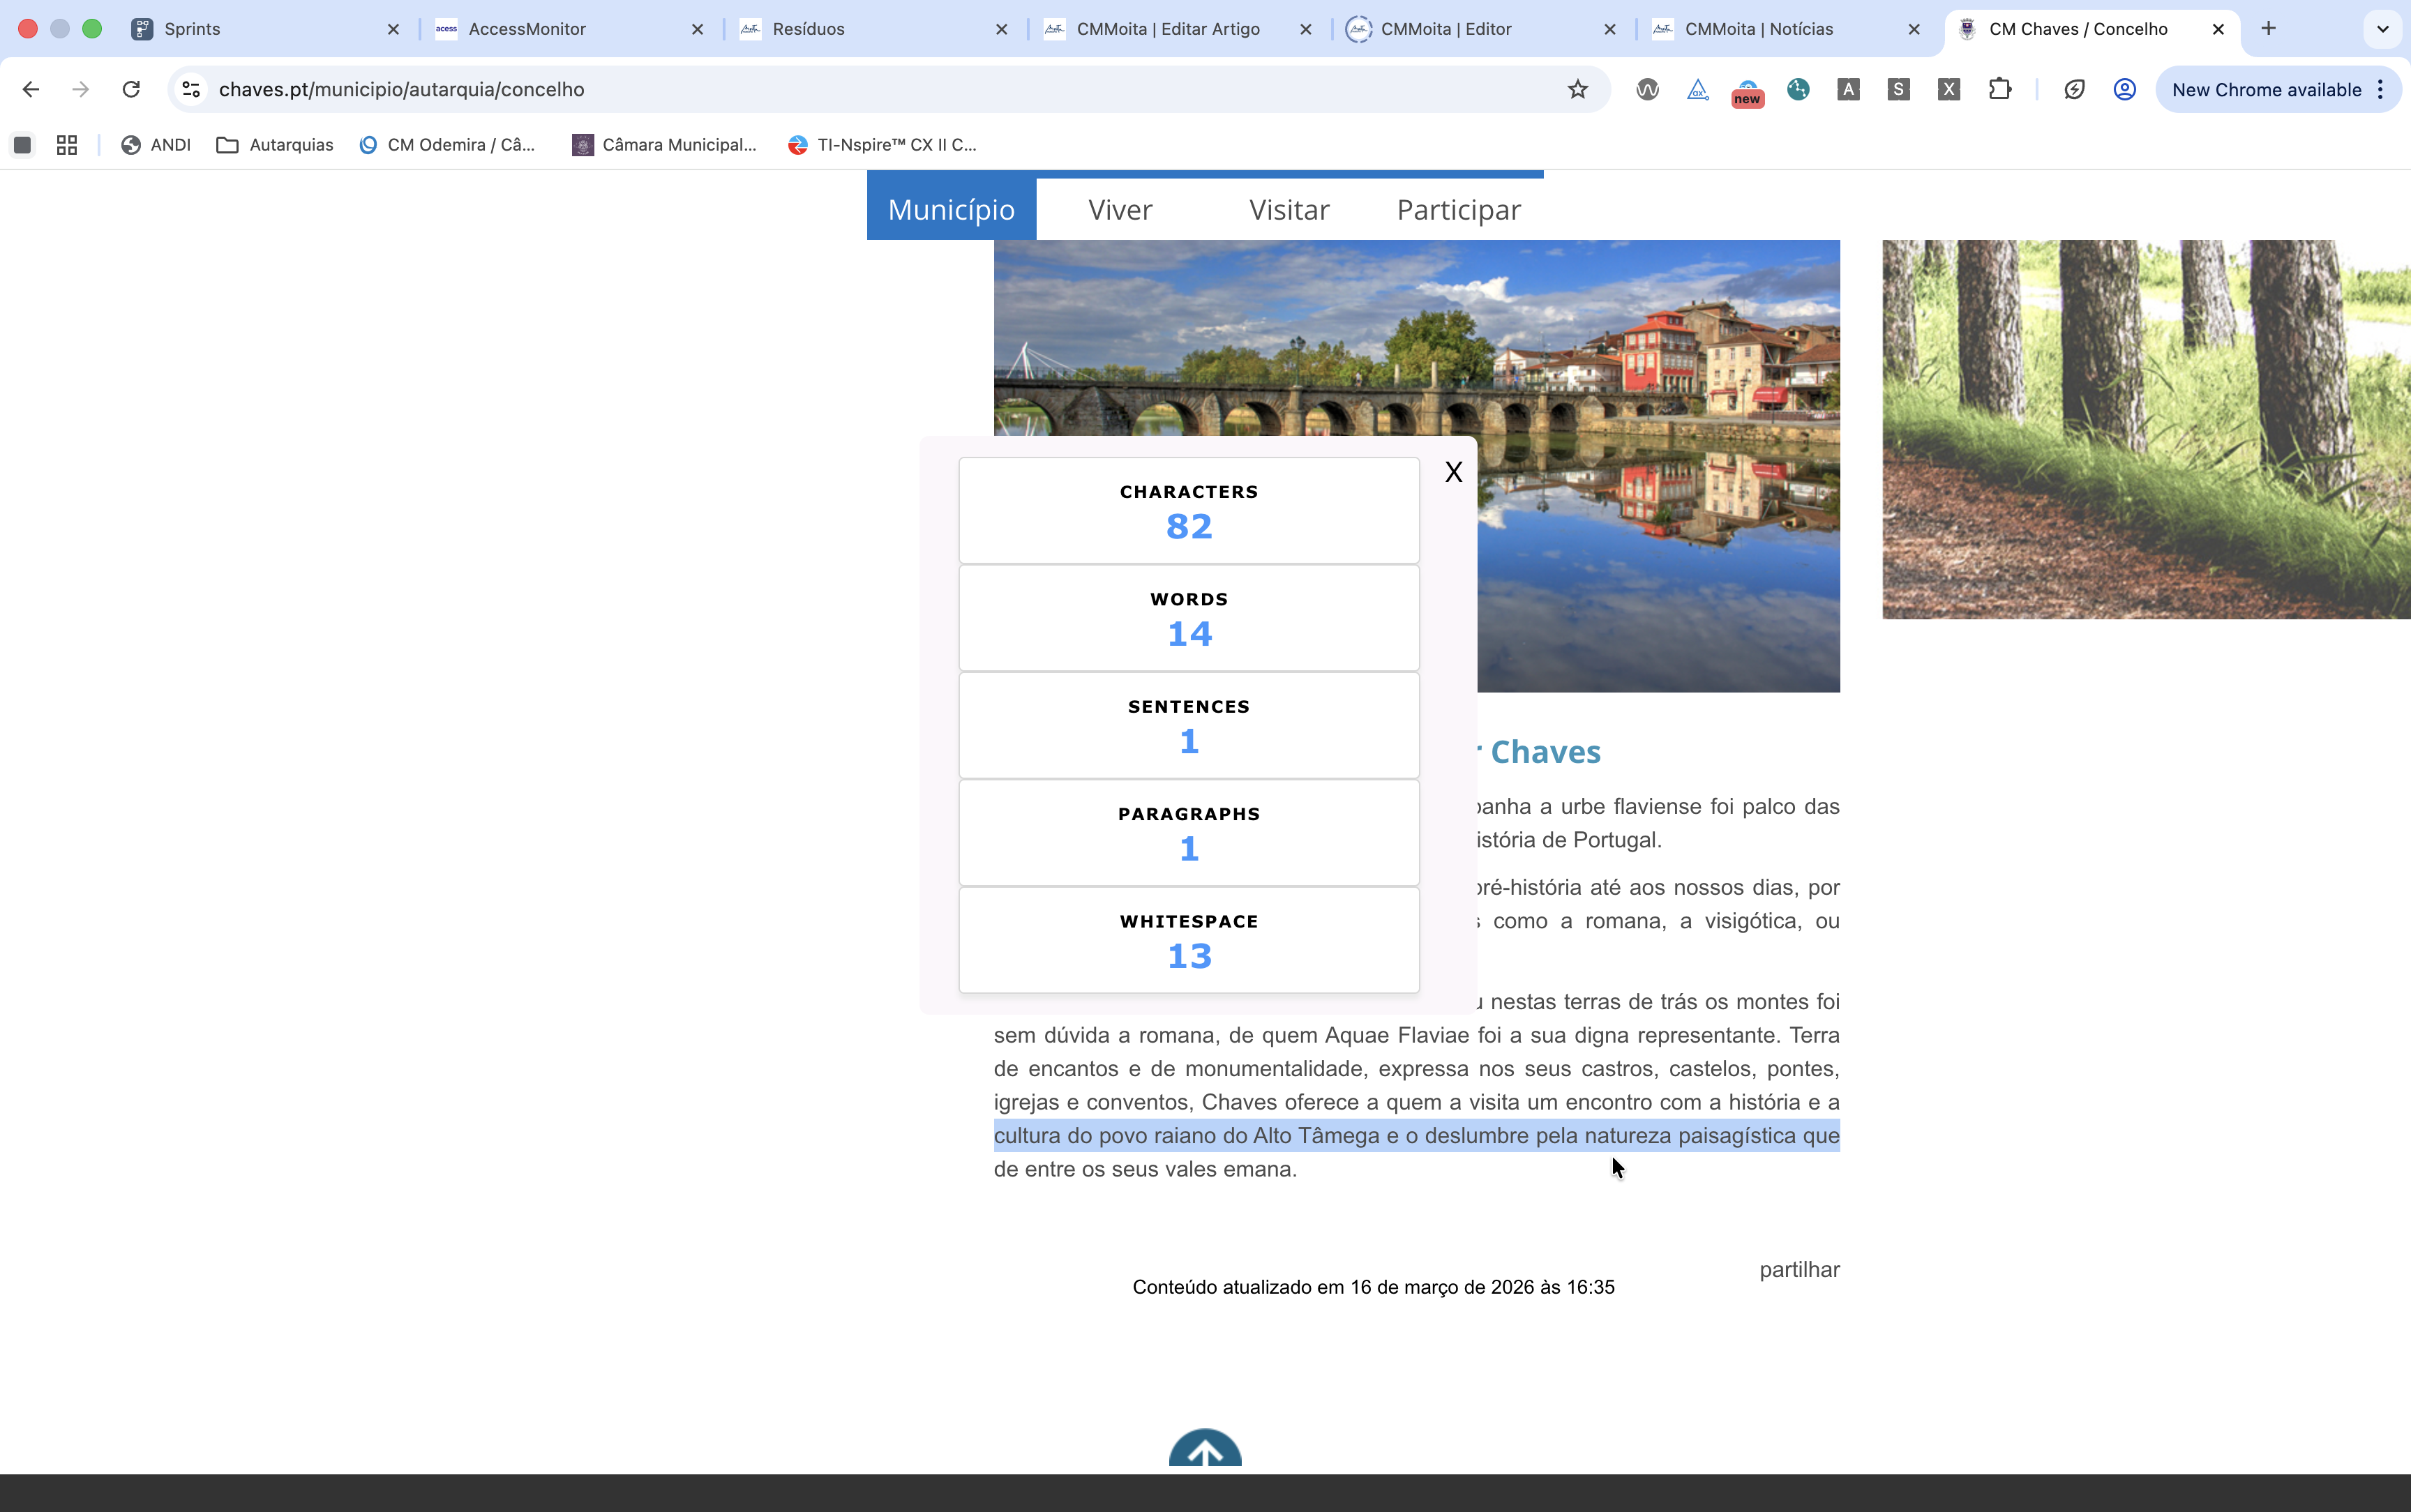 Sprints
AccessMonitor
Resíduos
CMMoita | Editar Artigo
CMMoita | Editor
CMMoita | Notícias
CM Chaves / Concelho
chaves.pt/municipio/autarquia/concelho
new
A
S
X
New Chrome available
ANDI
Autarquias
CM Odemira / Câ...
Câmara Municipal...
TI-Nspire™ CX II C...
Município
Viver
Visitar
Participar
X
CHARACTERS
82
WORDS
14
SENTENCES
1
PARAGRAPHS
1
WHITESPACE
13
Chaves
a urbe flaviense foi palco das
de Portugal.
pré-história até aos nossos dias, por
como a romana, a visigótica, ou
nestas terras de trás os montes foi
sem dúvida a romana, de quem Aquae Flaviae foi a sua digna representante. Terra
de encantos e de monumentalidade, expressa nos seus castros, castelos, pontes,
igrejas e conventos, Chaves oferece a quem a visita um encontro com a história e a
cultura do povo raiano do Alto Tâmega e o deslumbre pela natureza paisagística que
de entre os seus vales emana.
partilhar
Conteúdo atualizado em 16 de março de 2026 às 16:35